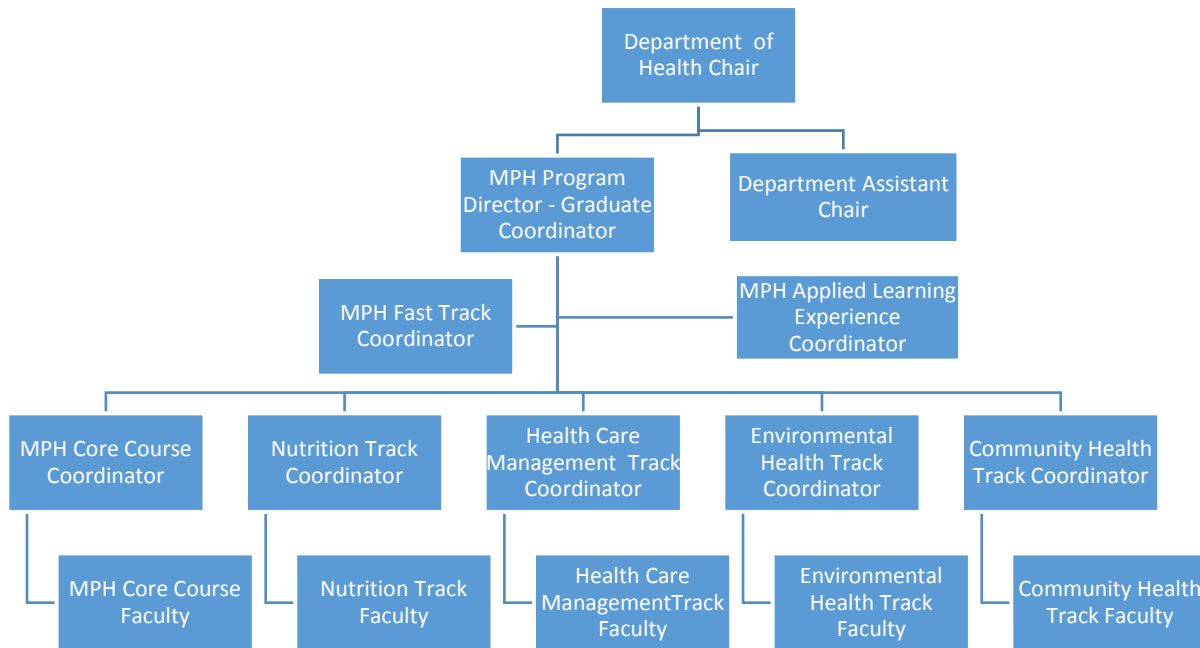 Department of
Health Chair
MPH Program
Director - Graduate
Coordinator
Department Assistant
Chair
MPH Fast Track
Coordinator
MPH Applied Learning
Experience
Coordinator
MPH Core Course
Coordinator
Nutrition Track
Coordinator
Health Care
Management Track
Coordinator
Environmental
Health Track
Coordinator
Community Health
Track Coordinator
MPH Core Course
Faculty
Nutrition Track
Faculty
Health Care
ManagementTrack
Faculty
Environmental
Health Track
Faculty
Community Health
Track Faculty